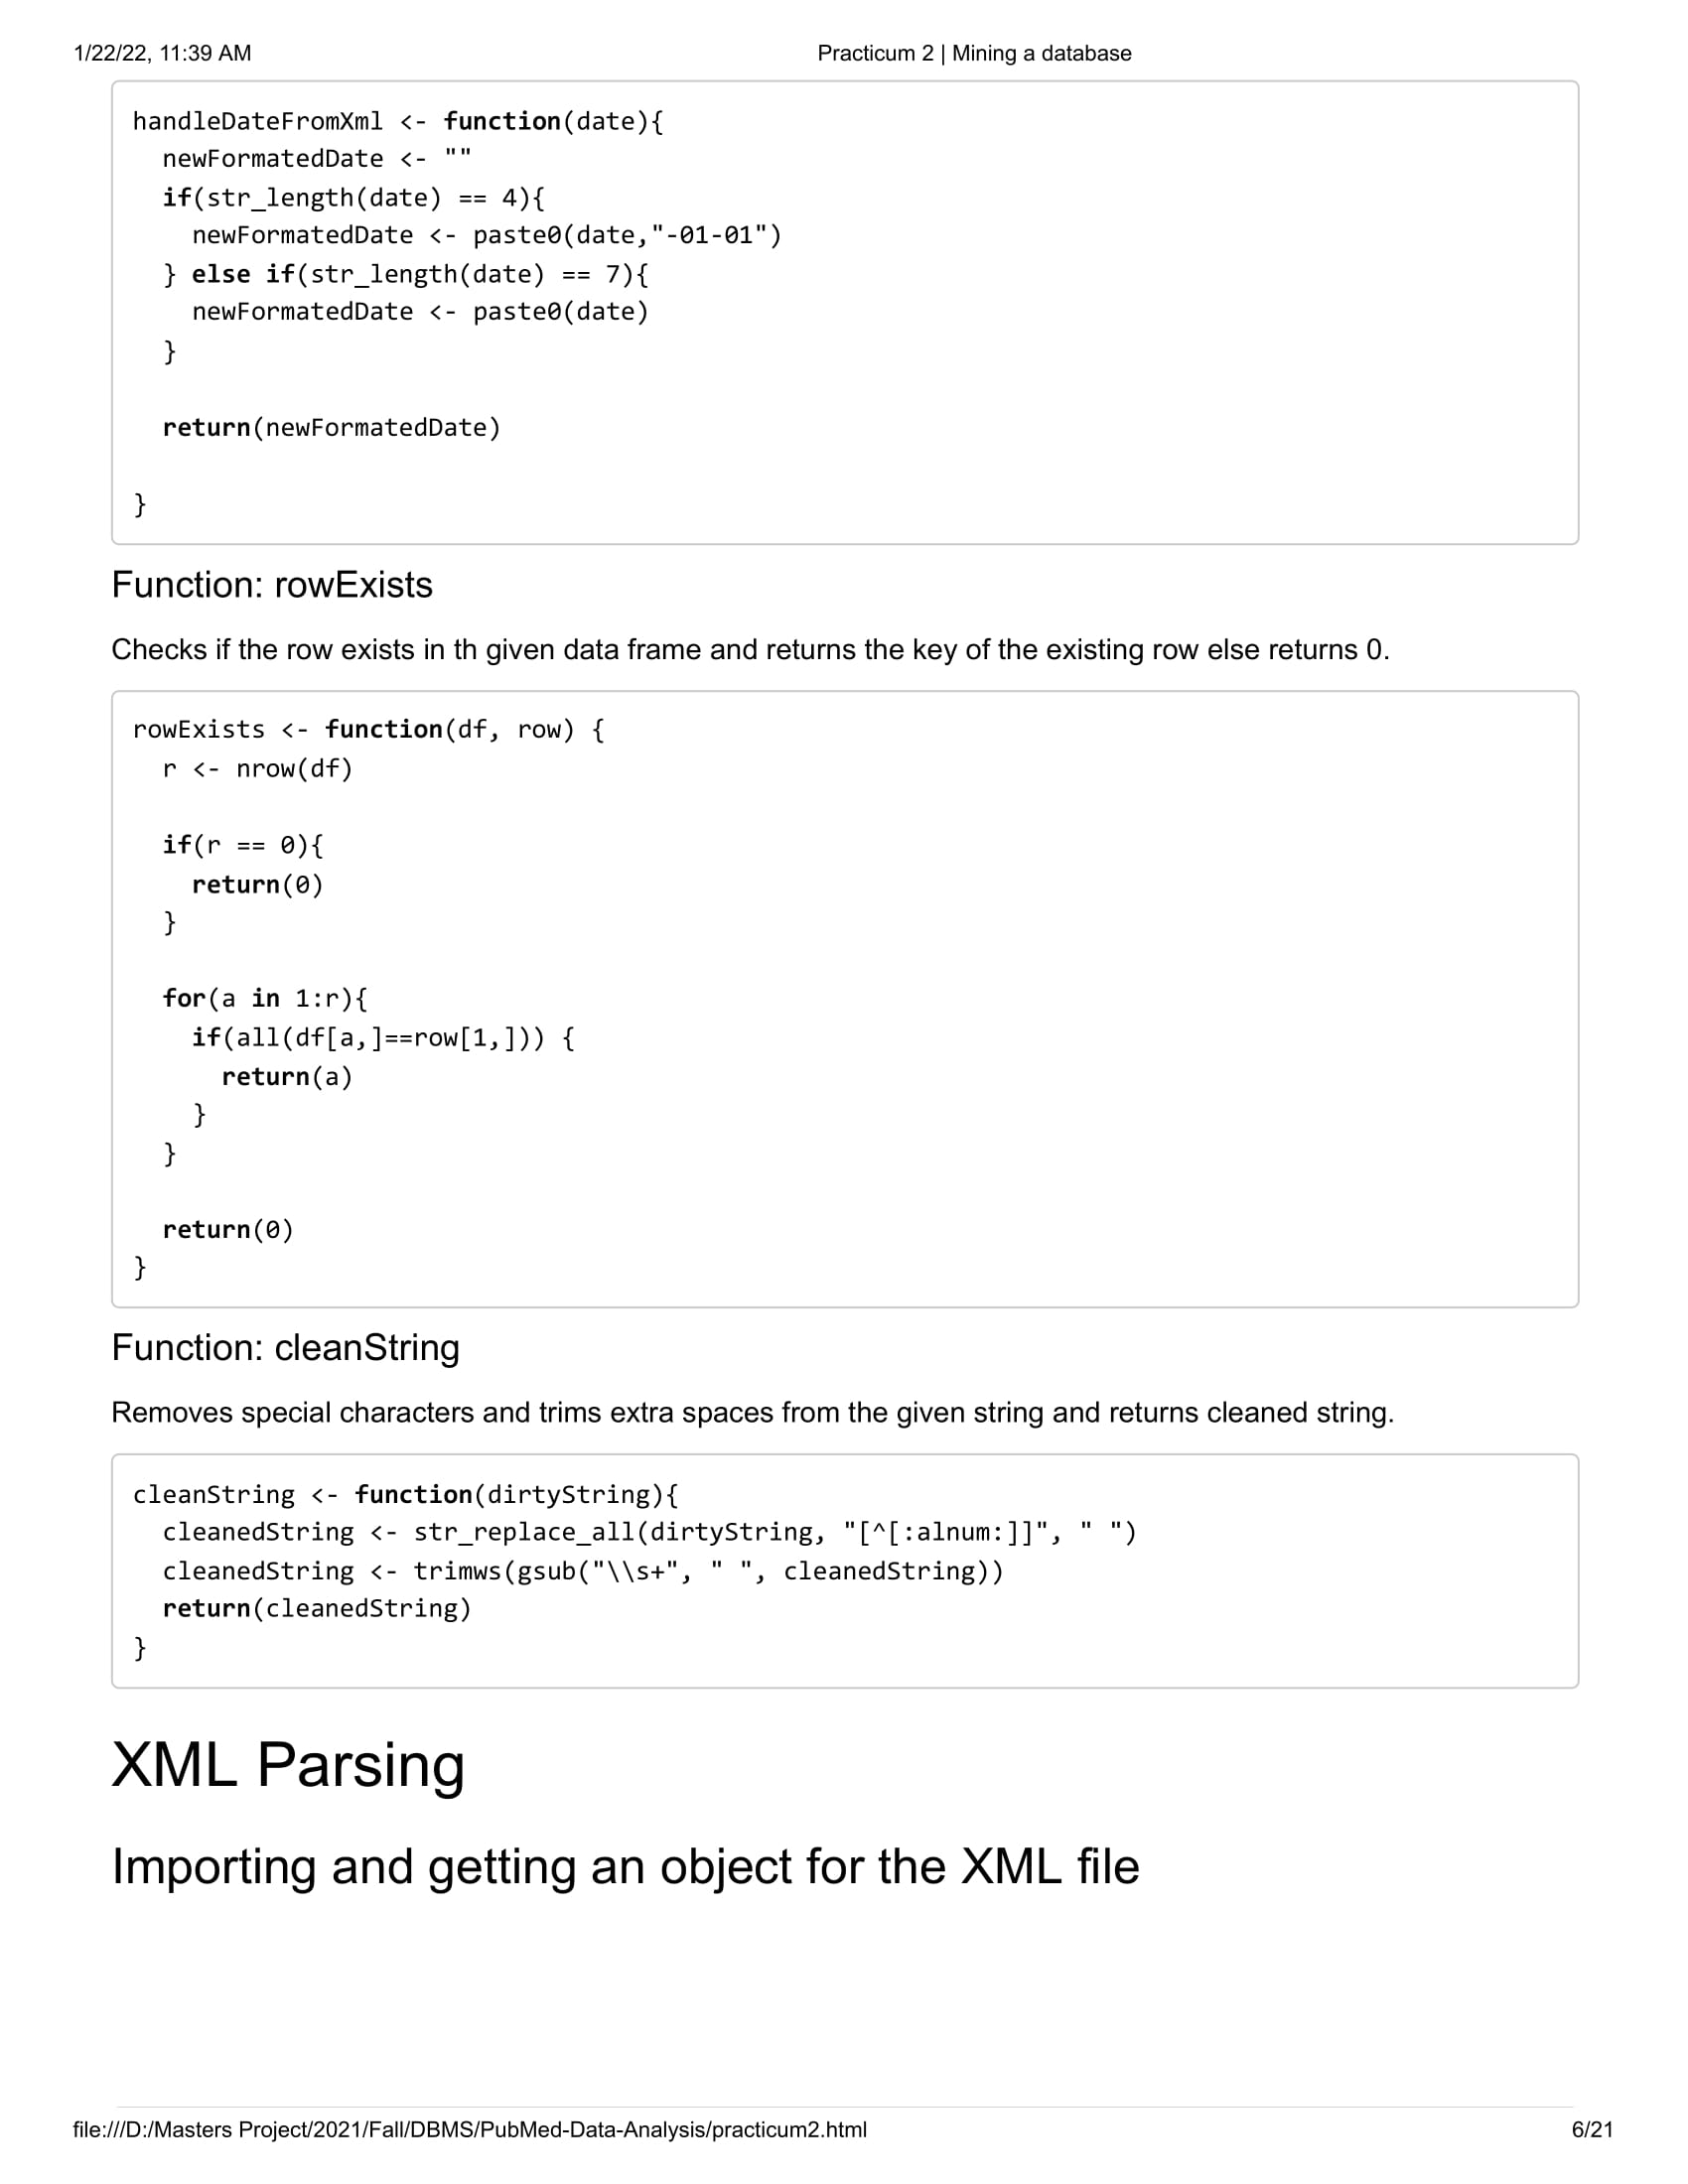 1/22/22, 11:39 AM Practicum 2 | Mining a database
handleDateFromXml <- function(date){
  newFormatedDate <- ""
  if(str_length(date) == 4){
    newFormatedDate <- paste0(date,"-01-01")
  } else if(str_length(date) == 7){
    newFormatedDate <- paste0(date)
  }
  return(newFormatedDate)
}
Function: rowExists
Checks if the row exists in th given data frame and returns the key of the existing row else returns 0.
rowExists <- function(df, row) {
  r <- nrow(df)
  if(r == 0){
    return(0)
  }
  for(a in 1:r){
    if(all(df[a,]==row[1,])) {
      return(a)
    }
  }
  return(0)
}
Function: cleanString
Removes special characters and trims extra spaces from the given string and returns cleaned string.
cleanString <- function(dirtyString){
  cleanedString <- str_replace_all(dirtyString, "[^[:alnum:]]", " ")
  cleanedString <- trimws(gsub("\\s+", " ", cleanedString))
  return(cleanedString)
}
XML Parsing
Importing and getting an object for the XML file
file:///D:/Masters Project/2021/Fall/DBMS/PubMed-Data-Analysis/practicum2.html 6/21